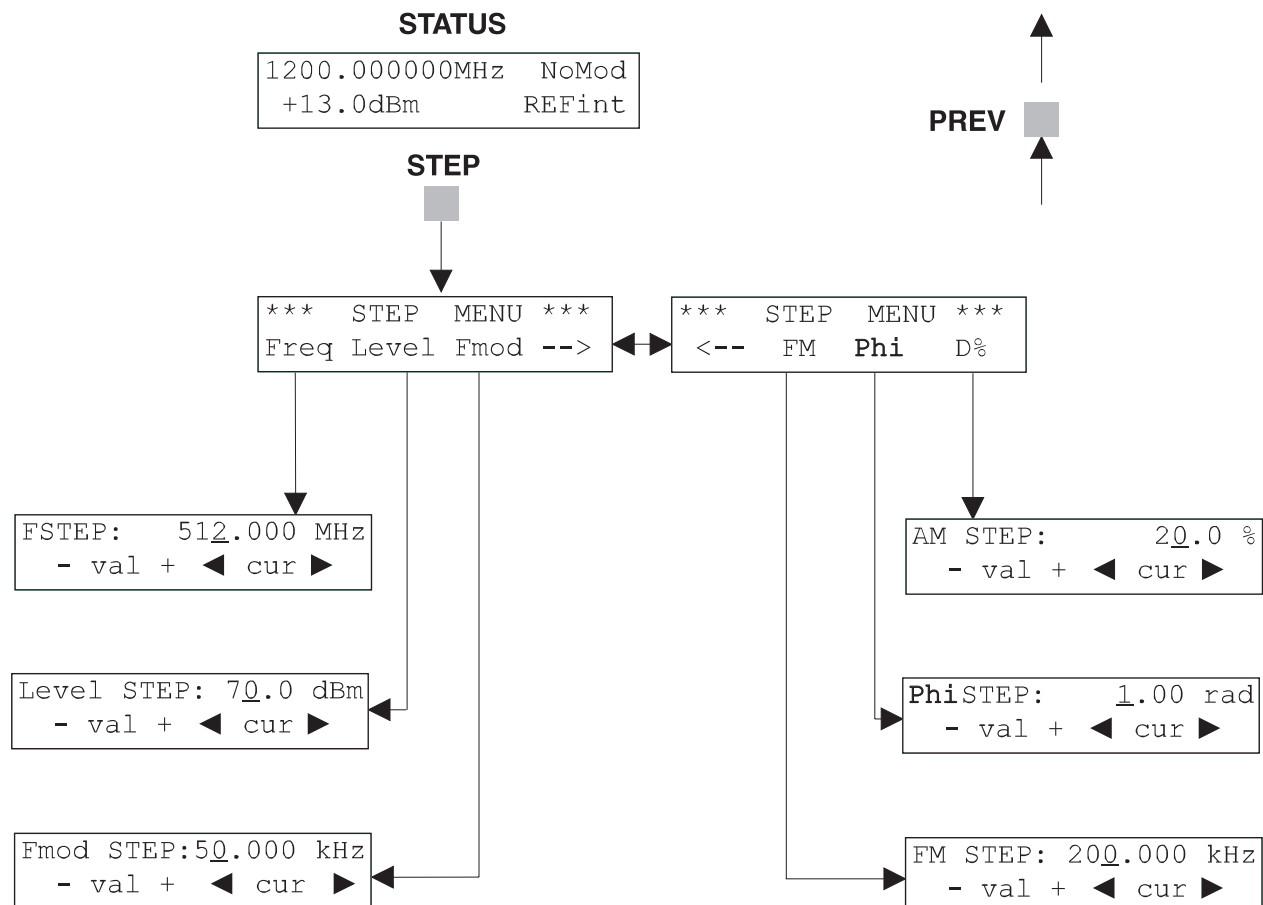 STATUS
1200.000000MHz NoMod
+13.0dBm REFint
PREV
STEP
*** STEP MENU ***
Freq Level Fmod -->
*** STEP MENU ***
<-- FM Phi D%
FSTEP: 512.000 MHz
- val + ◀ cur ▶
AM STEP: 20.0 %
- val + ◀ cur ▶
Level STEP: 70.0 dBm
- val + ◀ cur ▶
PhiSTEP: 1.00 rad
- val + ◀ cur ▶
Fmod STEP:50.000 kHz
- val + ◀ cur ▶
FM STEP: 200.000 kHz
- val + ◀ cur ▶